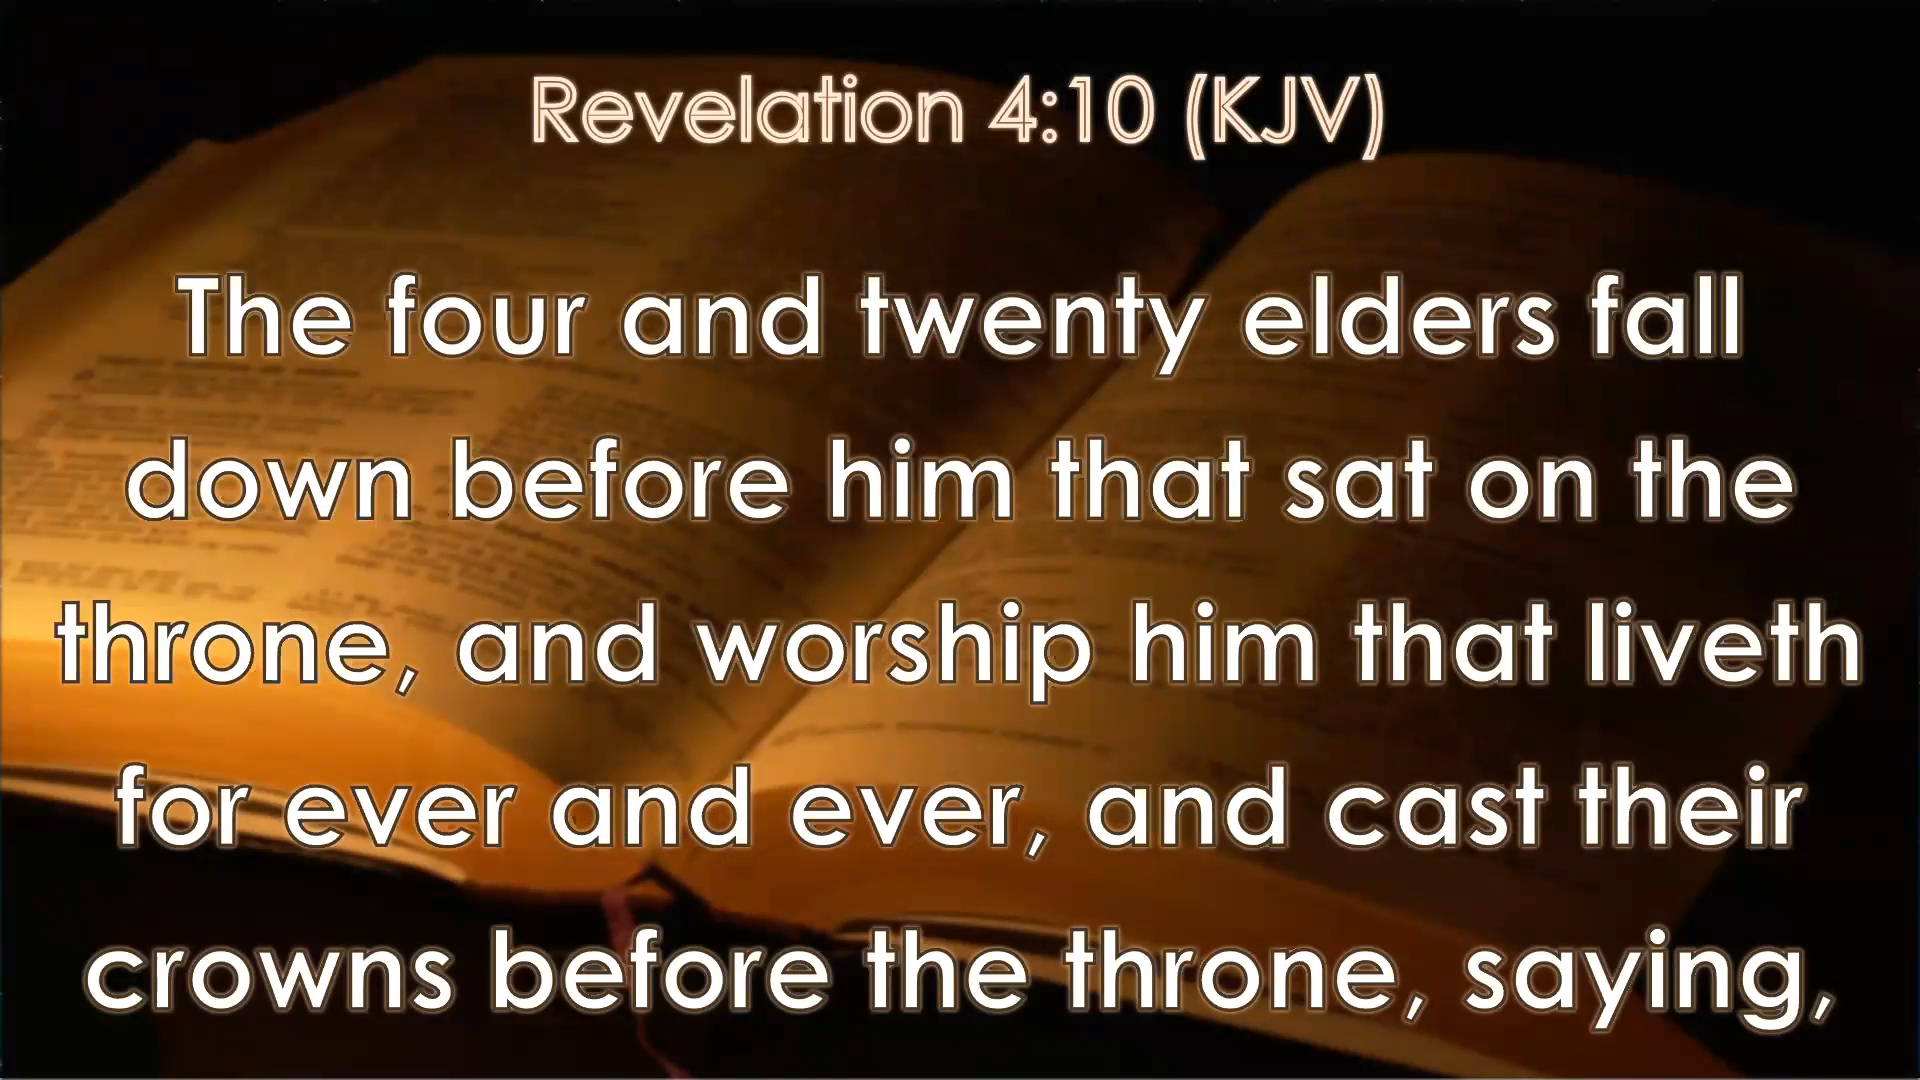 Revelation 4:10 (KJV)
The four and twenty elders fall
down before him that sat on the
throne, and worship him that liveth
for ever and ever, and cast their
crowns before the throne, saying,